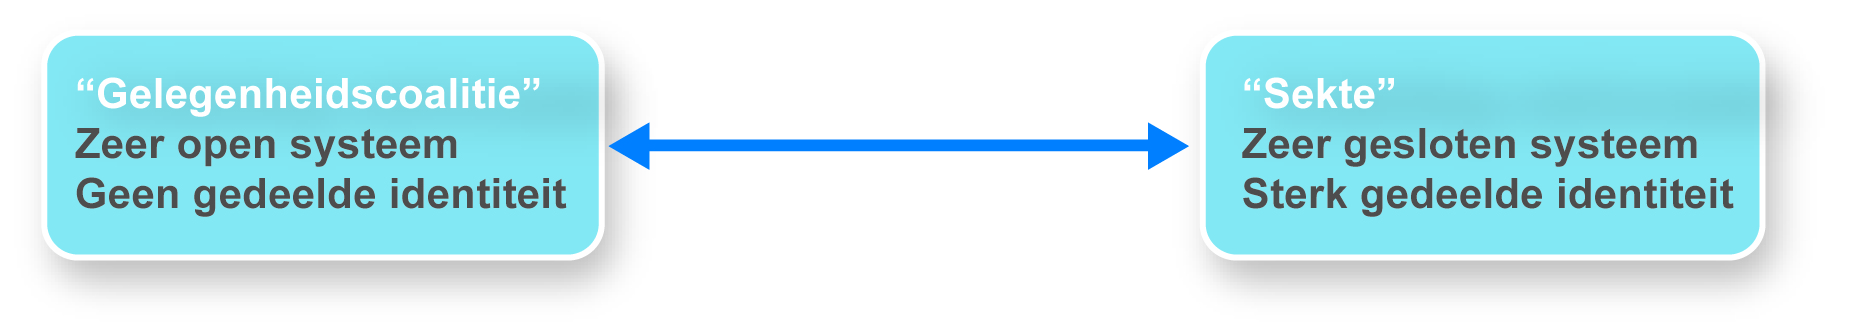 “Gelegenheidscoalitie”
Zeer open systeem
Geen gedeelde identiteit
“Sekte”
Zeer gesloten systeem
Sterk gedeelde identiteit